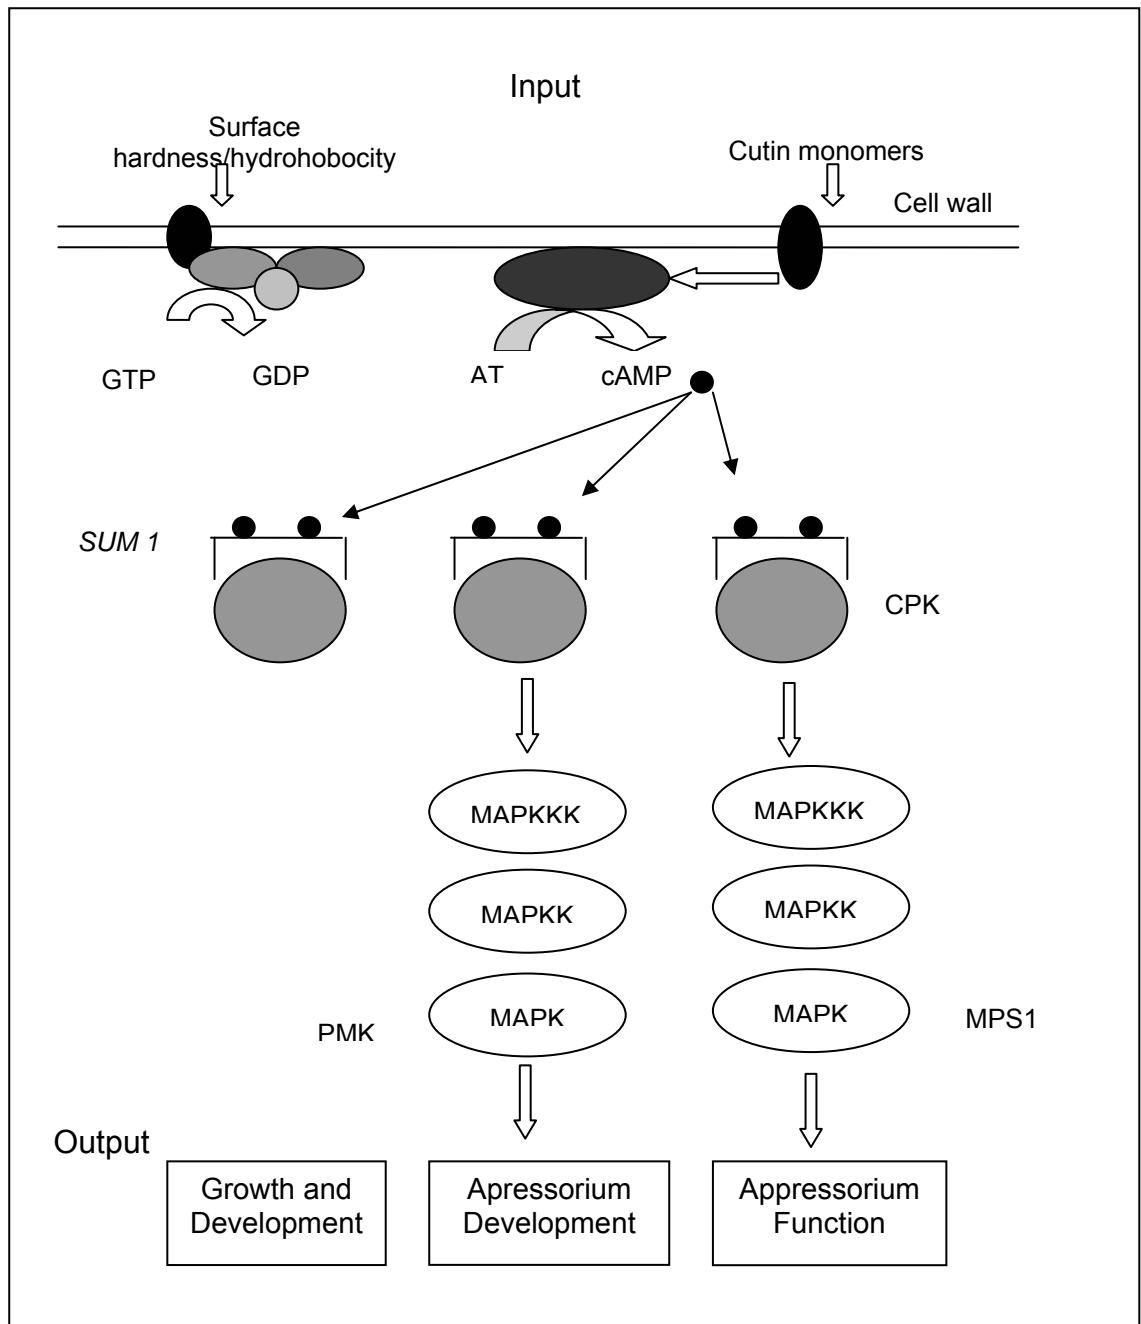 Input
Surface
hardness/hydrohobocity
Cutin monomers
Cell wall
GTP
GDP
AT
cAMP
SUM 1
CPK
MAPKKK
MAPKKK
MAPKK
MAPKK
PMK
MAPK
MAPK
MPS1
Output
Growth and
Development
Apressorium
Development
Appressorium
Function